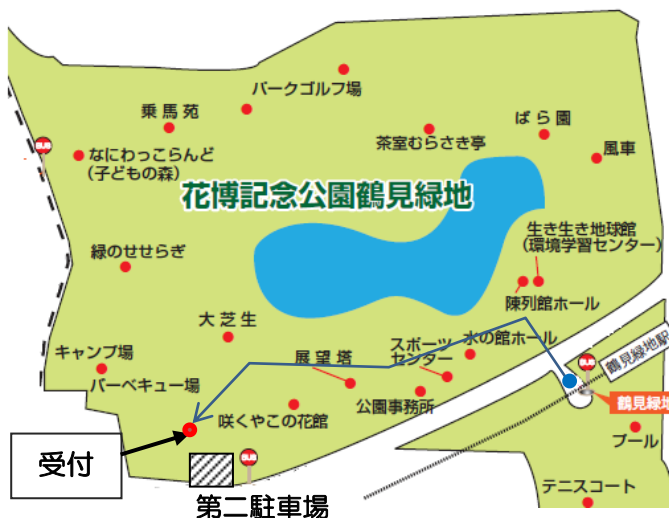 パークゴルフ場
乗馬苑
ばら園
茶室むらさき亭
風車
なにわっこらんど
(子どもの森)
花博記念公園鶴見緑地
生き生き地球館
(環境学習センター)
緑のせせらぎ
陳列館ホール
大芝生
水の館ホール
スポーツ
センター
鶴見緑地駅
キャンプ場
展望塔
バーベキュー場
公園事務所
鶴見緑地
咲くやこの花館
プール
受付
テニスコート
第二駐車場